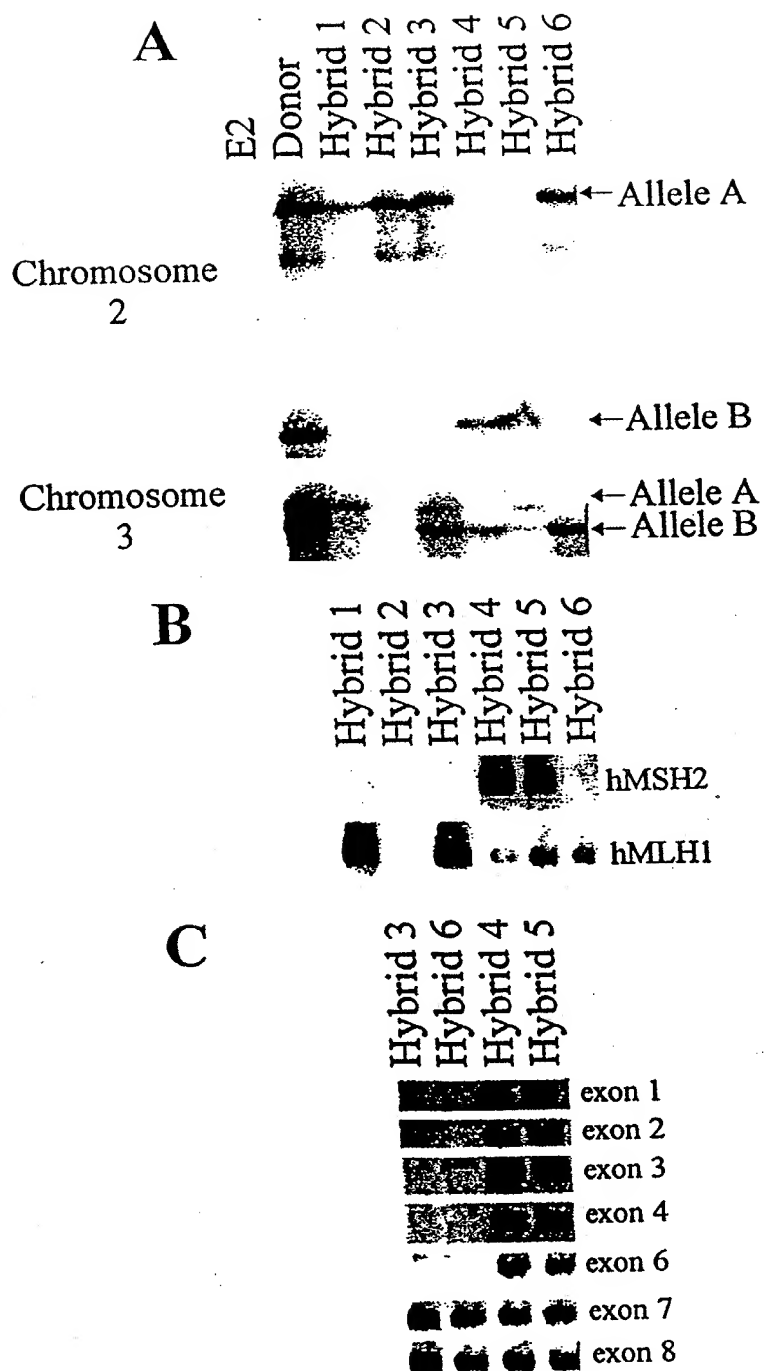 A
E2
Donor
Hybrid 1
Hybrid 2
Hybrid 3
Hybrid 4
Hybrid 5
Hybrid 6
←Allele A
Chromosome
2
←Allele B
Chromosome
3
←Allele A
←Allele B
B
Hybrid 1
Hybrid 2
Hybrid 3
Hybrid 4
Hybrid 5
Hybrid 6
hMSH2
hMLH1
C
Hybrid 3
Hybrid 6
Hybrid 4
Hybrid 5
exon 1
exon 2
exon 3
exon 4
exon 6
exon 7
exon 8